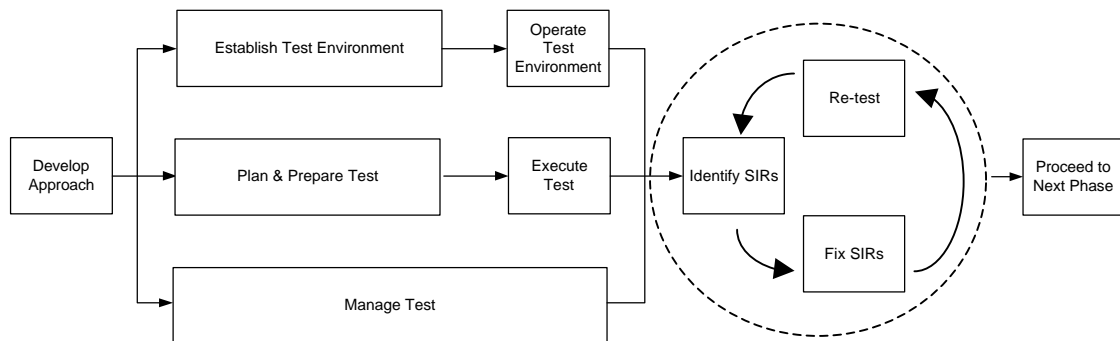 Develop
Approach
Establish Test Environment
Operate
Test
Environment
Plan & Prepare Test
Execute
Test
Manage Test
Identify SIRs
Re-test
Fix SIRs
Proceed to
Next Phase